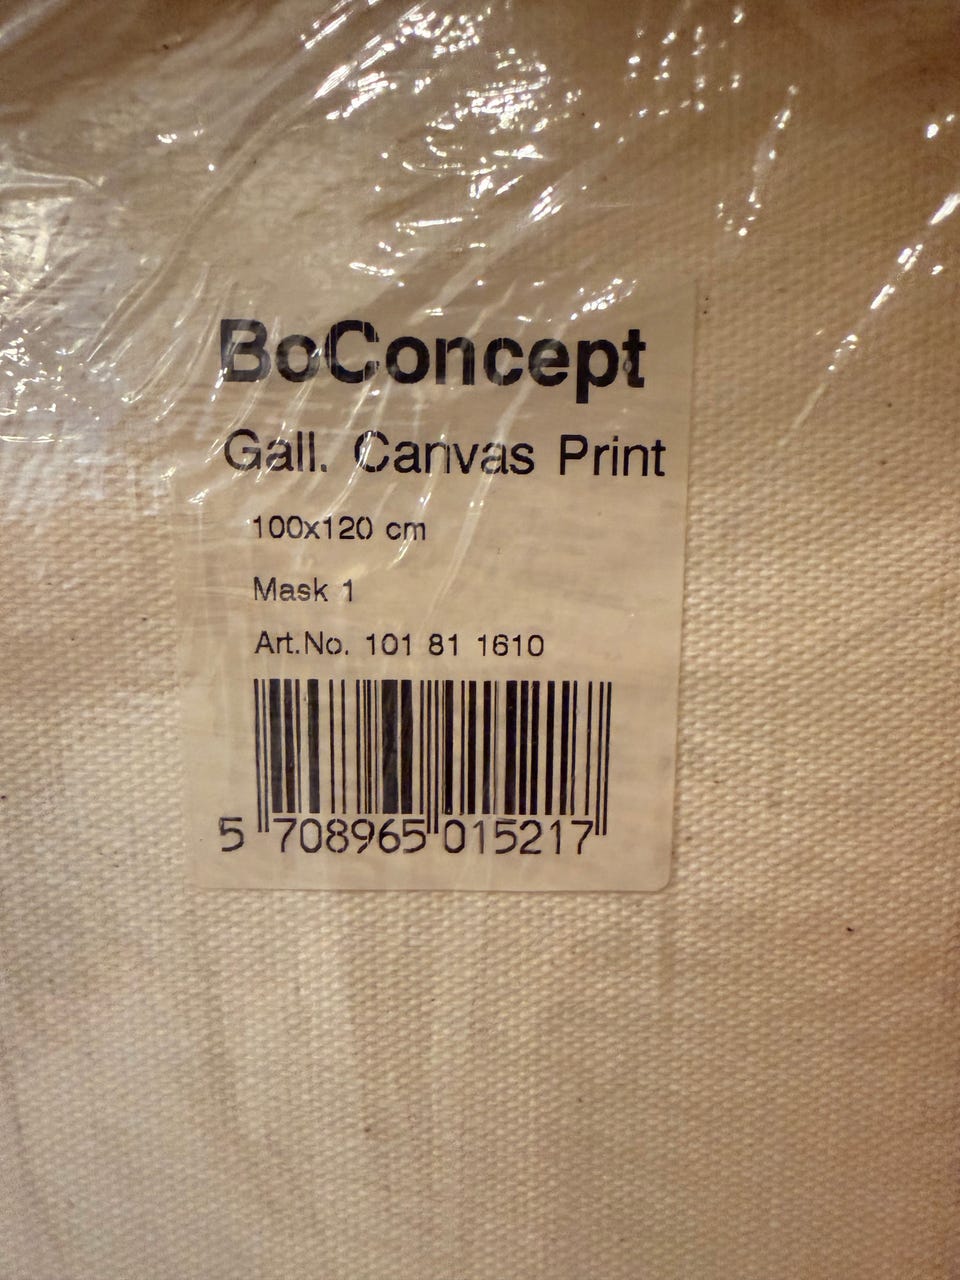 BoConcept
Gall. Canvas Print
100x120 cm
Mask 1
Art.No. 101 81 1610
5 708965 015217